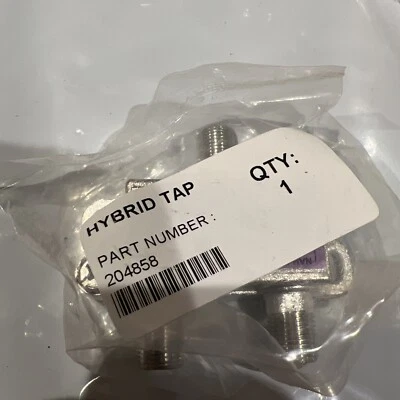 HYBRID TAP
QTY:
1
PART NUMBER:
204858